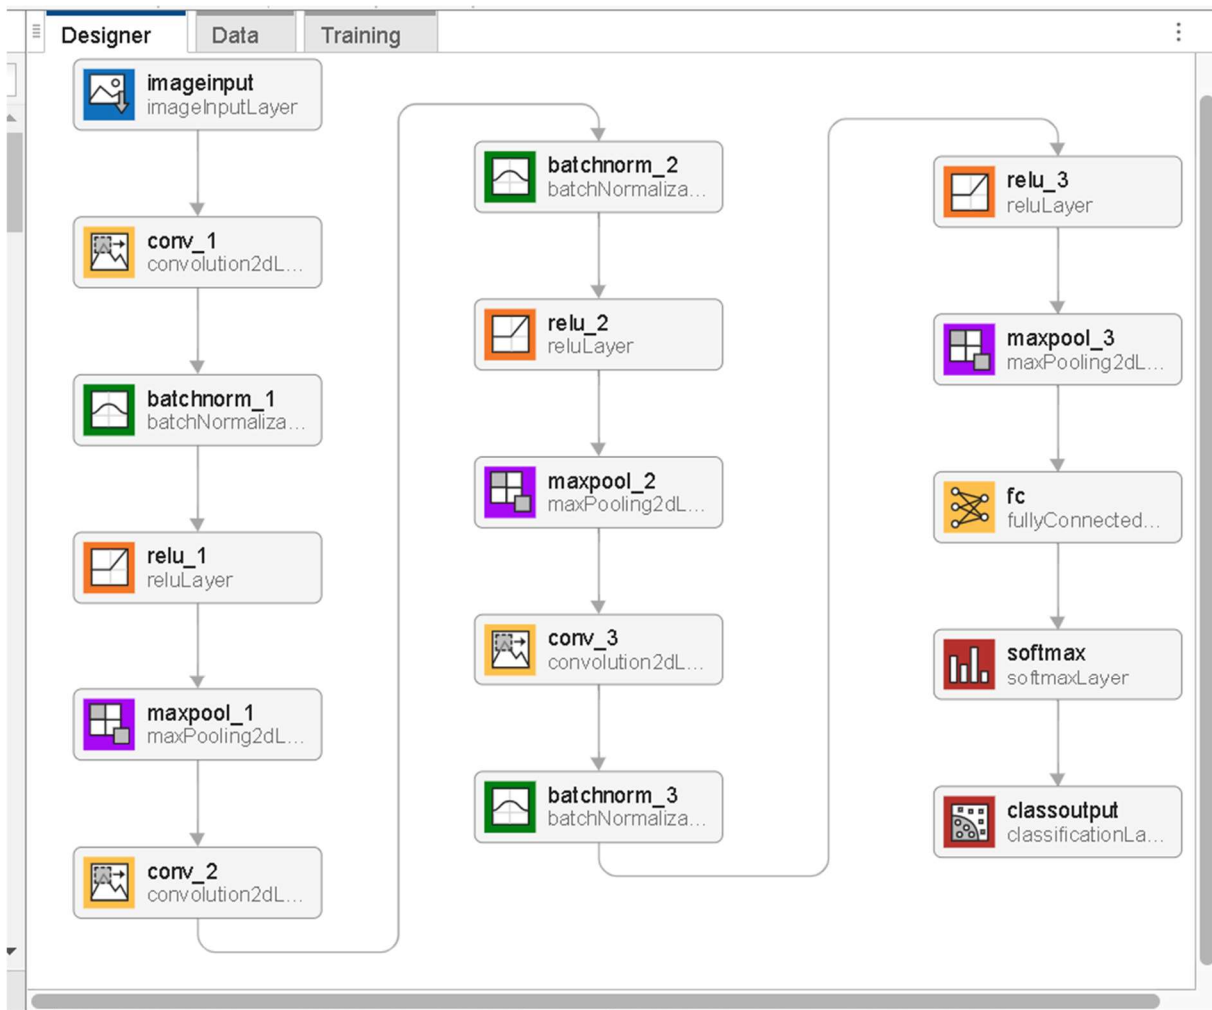 Designer
Data
Training
imageinput
imageInputLayer
conv_1
convolution2dL...
batchnorm_1
batchNormaliza...
relu_1
reluLayer
maxpool_1
maxPooling2dL...
conv_2
convolution2dL...
batchnorm_2
batchNormaliza...
relu_2
reluLayer
maxpool_2
maxPooling2dL...
conv_3
convolution2dL...
batchnorm_3
batchNormaliza...
relu_3
reluLayer
maxpool_3
maxPooling2dL...
fc
fullyConnected...
softmax
softmaxLayer
classoutput
classificationLa...